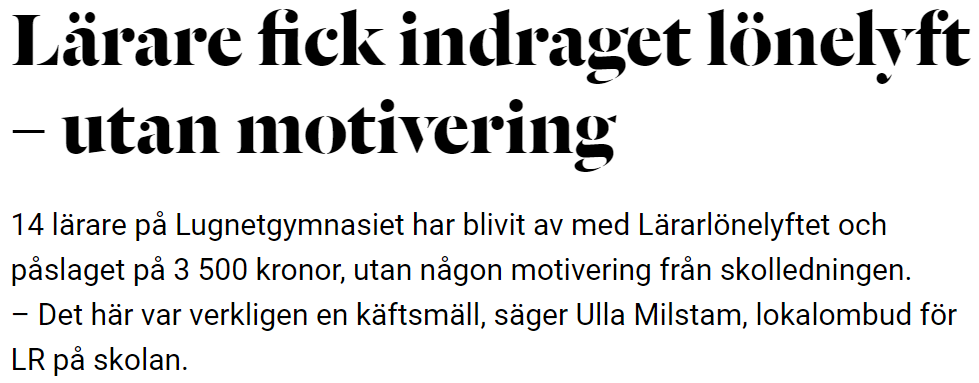 Lärare fick indraget lönelyft
– utan motivering
14 lärare på Lugnetgymnasiet har blivit av med Lärarlönelyftet och
påslaget på 3 500 kronor, utan någon motivering från skolledningen.
– Det här var verkligen en käftsmäll, säger Ulla Milstam, lokalombud för
LR på skolan.